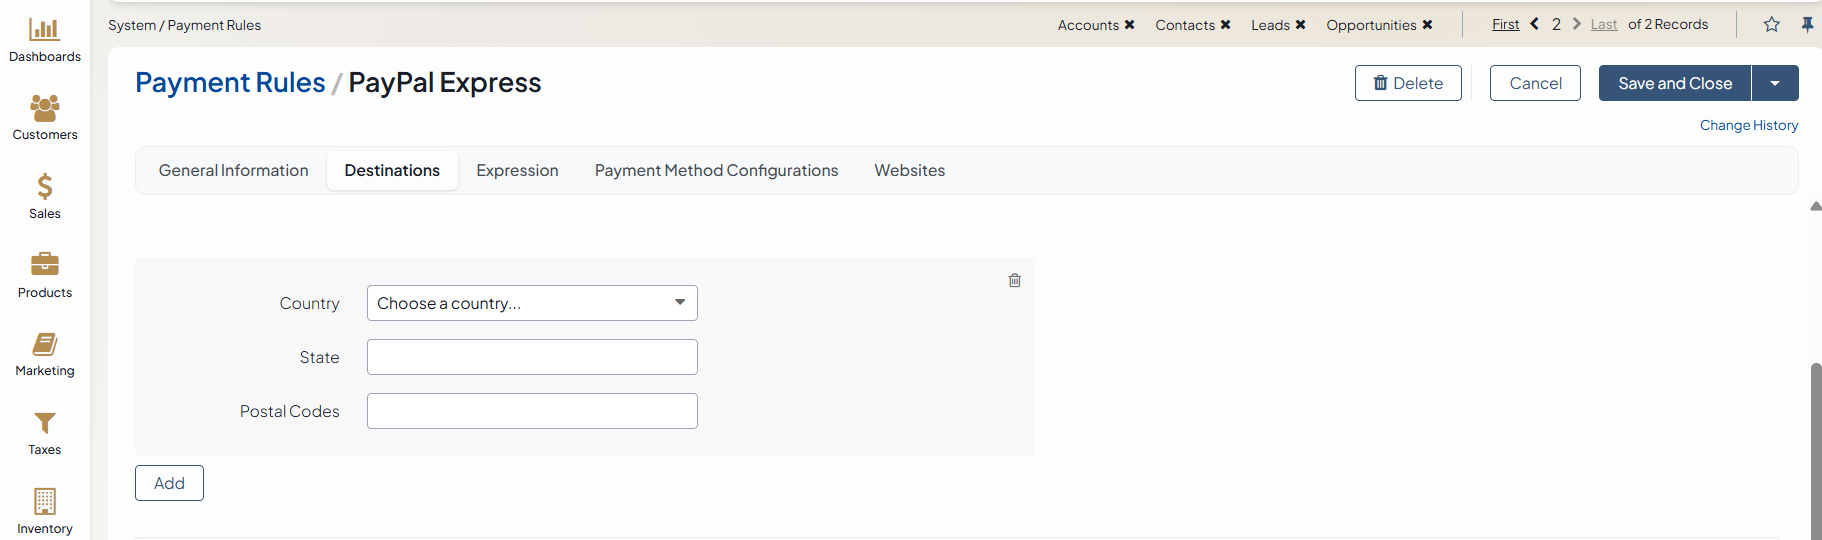 Dashboards
Customers
Sales
Products
Marketing
Taxes
Inventory
System / Payment Rules
Accounts ✖ Contacts ✖ Leads ✖ Opportunities ✖
First 2 Last of 2 Records
Payment Rules / PayPal Express
Delete
Cancel
Save and Close
Change History
General Information Destinations Expression Payment Method Configurations Websites
Country Choose a country...
State
Postal Codes
Add